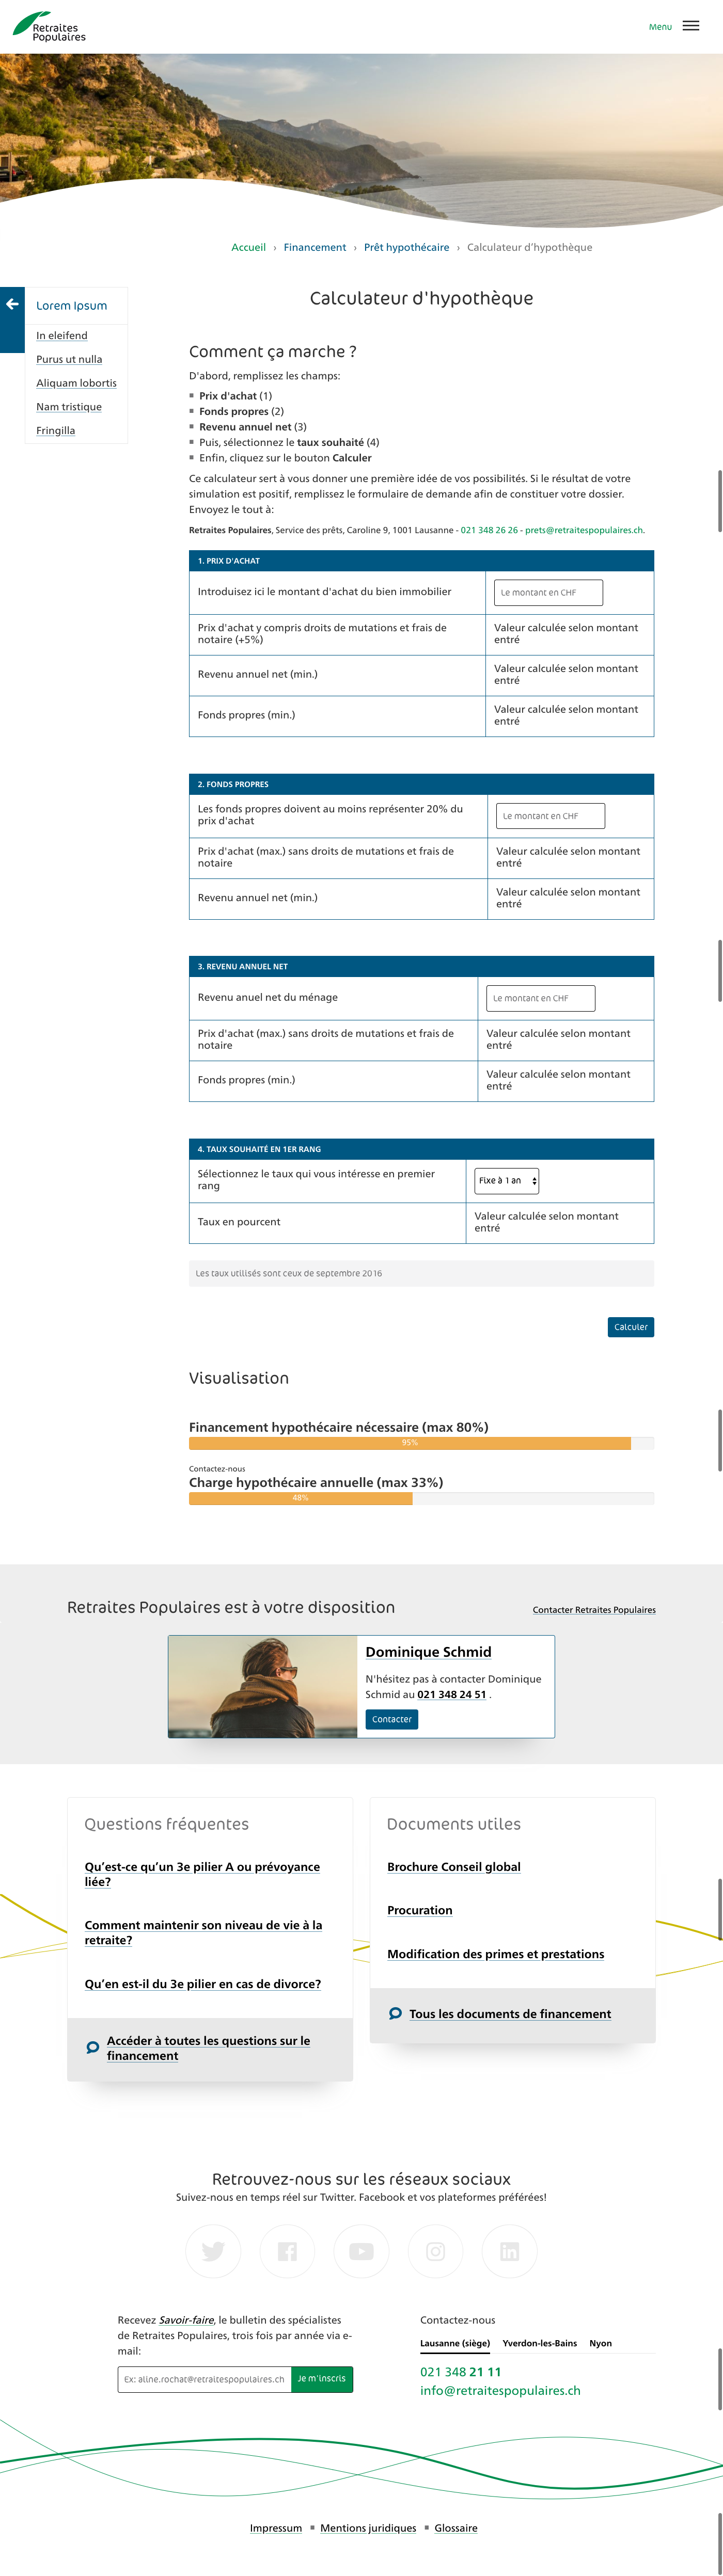 Retraites
Populaires
Menu
Accueil › Financement › Prêt hypothécaire › Calculateur d'hypothèque
Lorem Ipsum
In eleifend
Purus ut nulla
Aliquam lobortis
Nam tristique
Fringilla
Calculateur d'hypothèque
Comment ça marche ?
D'abord, remplissez les champs:
Prix d'achat (1)
Fonds propres (2)
Revenu annuel net (3)
Puis, sélectionnez le taux souhaité (4)
Enfin, cliquez sur le bouton Calculer
Ce calculateur sert à vous donner une première idée de vos possibilités. Si le résultat de votre
simulation est positif, remplissez le formulaire de demande afin de constituer votre dossier.
Envoyez le tout à:
Retraites Populaires, Service des prêts, Caroline 9, 1001 Lausanne - 021 348 26 26 - prets@retraitespopulaires.ch.
1. PRIX D'ACHAT
Introduisez ici le montant d'achat du bien immobilier
Le montant en CHF
Prix d'achat y compris droits de mutations et frais de
notaire (+5%)
Valeur calculée selon montant
entré
Revenu annuel net (min.)
Valeur calculée selon montant
entré
Fonds propres (min.)
Valeur calculée selon montant
entré
2. FONDS PROPRES
Les fonds propres doivent au moins représenter 20% du
prix d'achat
Le montant en CHF
Prix d'achat (max.) sans droits de mutations et frais de
notaire
Valeur calculée selon montant
entré
Revenu annuel net (min.)
Valeur calculée selon montant
entré
3. REVENU ANNUEL NET
Revenu anuel net du ménage
Le montant en CHF
Prix d'achat (max.) sans droits de mutations et frais de
notaire
Valeur calculée selon montant
entré
Fonds propres (min.)
Valeur calculée selon montant
entré
4. TAUX SOUHAITÉ EN 1ER RANG
Sélectionnez le taux qui vous intéresse en premier
rang
Fixe à 1 an
Taux en pourcent
Valeur calculée selon montant
entré
Les taux utilisés sont ceux de septembre 2016
Calculer
Visualisation
Financement hypothécaire nécessaire (max 80%)
95%
Contactez-nous
Charge hypothécaire annuelle (max 33%)
48%
Retraites Populaires est à votre disposition
Contacter Retraites Populaires
Dominique Schmid
N'hésitez pas à contacter Dominique
Schmid au 021 348 24 51 .
Contacter
Questions fréquentes
Qu’est-ce qu’un 3e pilier A ou prévoyance
liée?
Comment maintenir son niveau de vie à la
retraite?
Qu’en est-il du 3e pilier en cas de divorce?
Accéder à toutes les questions sur le
financement
Documents utiles
Brochure Conseil global
Procuration
Modification des primes et prestations
Tous les documents de financement
Retrouvez-nous sur les réseaux sociaux
Suivez-nous en temps réel sur Twitter. Facebook et vos plateformes préférées!
Recevez Savoir-faire, le bulletin des spécialistes
de Retraites Populaires, trois fois par année via e-
mail:
Ex: aline.rochat@retraitespopulaires.ch
Je m'inscris
Contactez-nous
Lausanne (siège) Yverdon-les-Bains Nyon
021 348 21 11
info@retraitespopulaires.ch
Impressum Mentions juridiques Glossaire